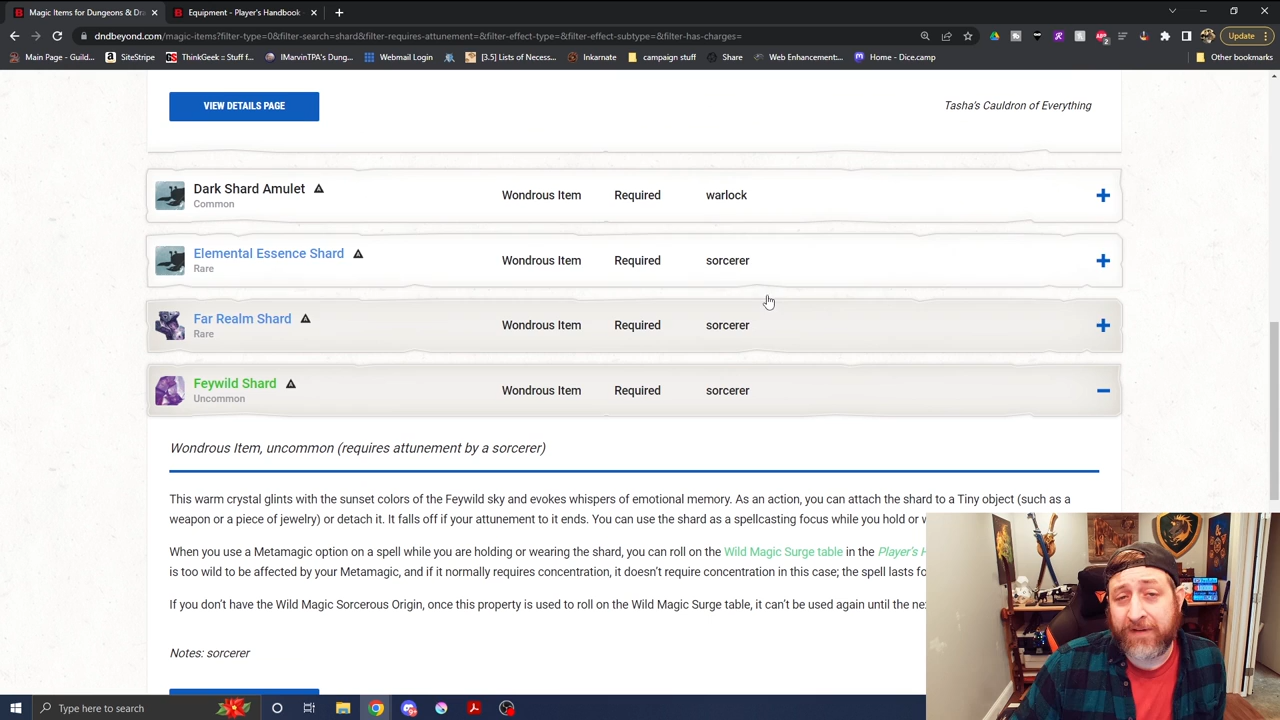 Magic Items for Dungeons & Dra
Equipment - Player's Handbook -
dndbeyond.com/magic-items?filter-type=0&filter-search=shard&filter-requires-attunement=&filter-effect-type=&filter-effect-subtype=&filter-has-charges=
Update
Main Page - Guild...
SiteStripe
ThinkGeek :: Stuff f...
IMarvinTPA's Dung...
Webmail Login
[3.5] Lists of Necess...
Inkarnate
campaign stuff
Share
Web Enhancement:...
Home - Dice.camp
Other bookmarks
VIEW DETAILS PAGE
Tasha's Cauldron of Everything
Dark Shard Amulet
Common
Wondrous Item Required warlock
Elemental Essence Shard
Rare
Wondrous Item Required sorcerer
Far Realm Shard
Rare
Wondrous Item Required sorcerer
Feywild Shard
Uncommon
Wondrous Item Required sorcerer
Wondrous Item, uncommon (requires attunement by a sorcerer)
This warm crystal glints with the sunset colors of the Feywild sky and evokes whispers of emotional memory. As an action, you can attach the shard to a Tiny object (such as a
weapon or a piece of jewelry) or detach it. It falls off if your attunement to it ends. You can use the shard as a spellcasting focus while you hold or
When you use a Metamagic option on a spell while you are holding or wearing the shard, you can roll on the Wild Magic Surge table in the Player's
is too wild to be affected by your Metamagic, and if it normally requires concentration, it doesn't require concentration in this case; the spell lasts
If you don't have the Wild Magic Sorcerous Origin, once this property is used to roll on the Wild Magic Surge table, it can't be used again until the
Notes: sorcerer
Type here to search